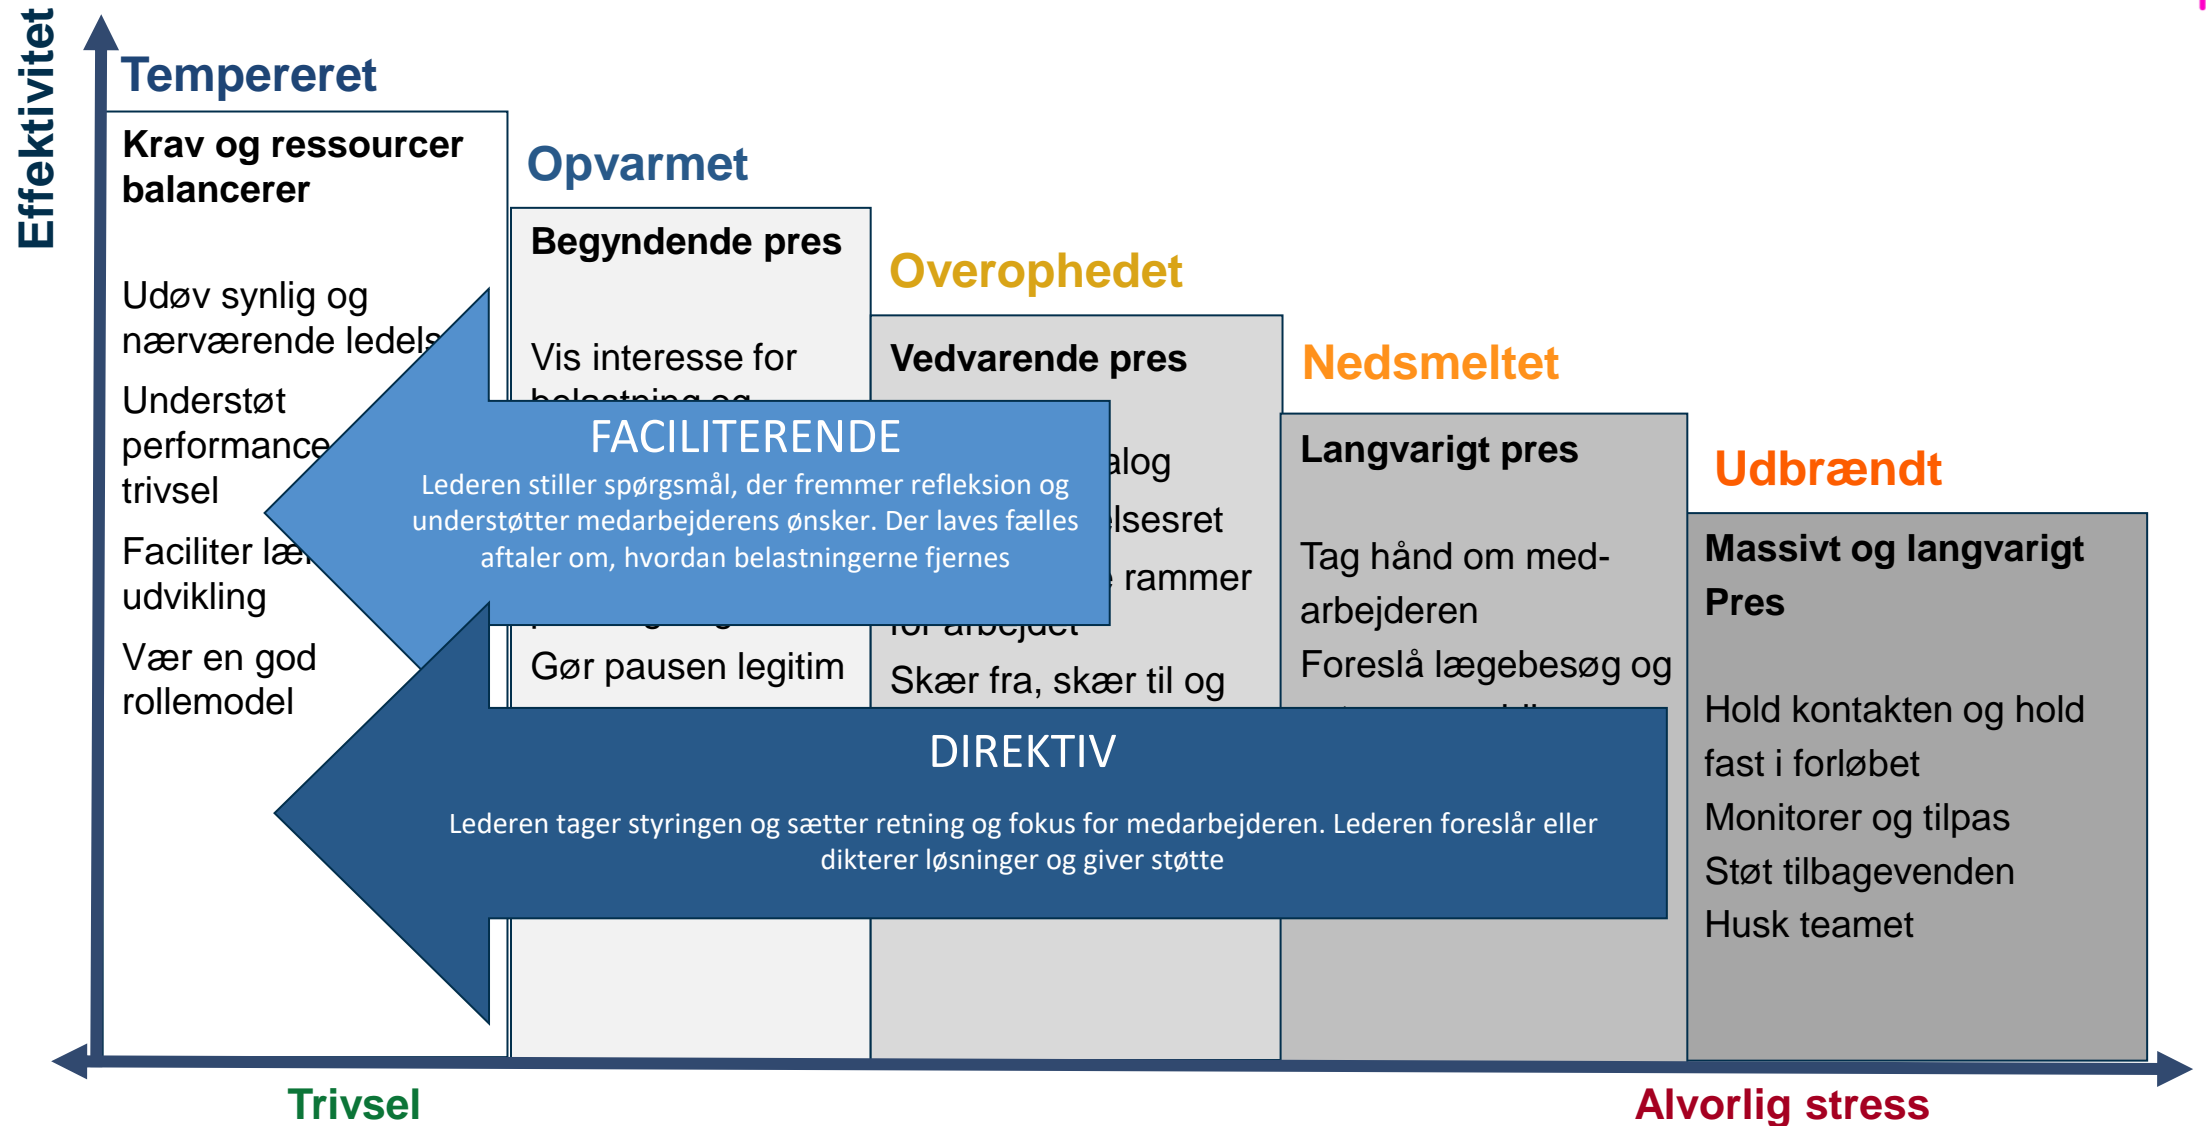 Effektivitet
Tempereret
Krav og ressourcer
balancerer
Udøv synlig og
nærværende
Understøt
performance
trivsel
Faciliter
udvikling
Vær en god
rollemodel
Opvarmet
Begyndende pres
Vis interesse for
belastning og
Gør pausen legitim
Overophedet
Vedvarende pres
rammer
for arbejdet
Skær fra, skær til og
Nedsmeltet
Langvarigt pres
Tag hånd om med-
arbejderen
Foreslå lægebesøg og
Udbrændt
Massivt og langvarigt
Pres
Hold kontakten og hold
fast i forløbet
Monitorer og tilpas
Støt tilbagevenden
Husk teamet
FACILITERENDE
Lederen stiller spørgsmål, der fremmer refleksion og
understøtter medarbejderens ønsker. Der laves fælles
aftaler om, hvordan belastningerne fjernes
DIREKTIV
Lederen tager styringen og sætter retning og fokus for medarbejderen. Lederen foreslår eller
dikterer løsninger og giver støtte
Trivsel
Alvorlig stress